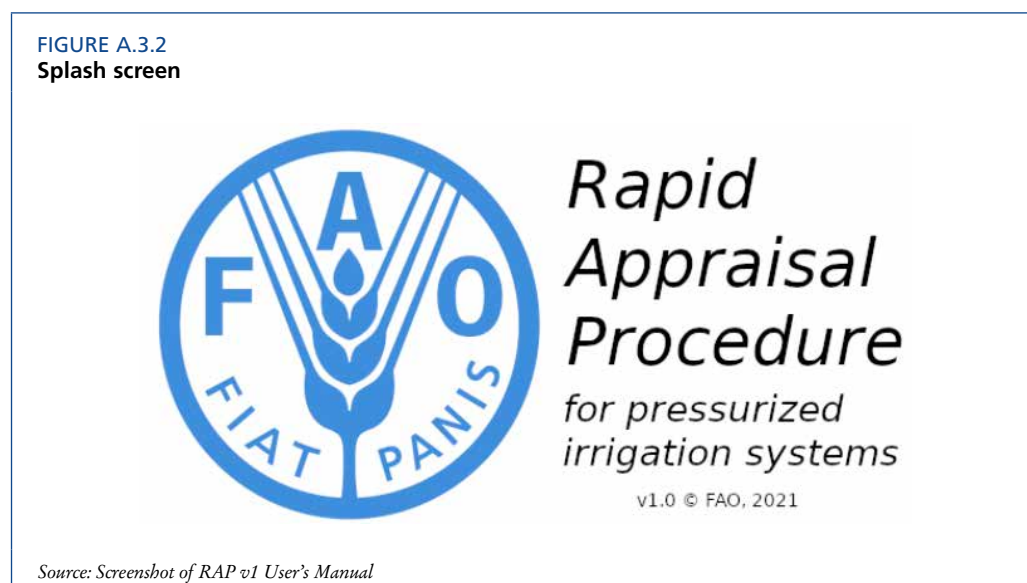 FIGURE A.3.2
Splash screen
F A O
FIAT PANIS
Rapid
Appraisal
Procedure
for pressurized
irrigation systems
v1.0 © FAO, 2021
Source: Screenshot of RAP v1 User's Manual